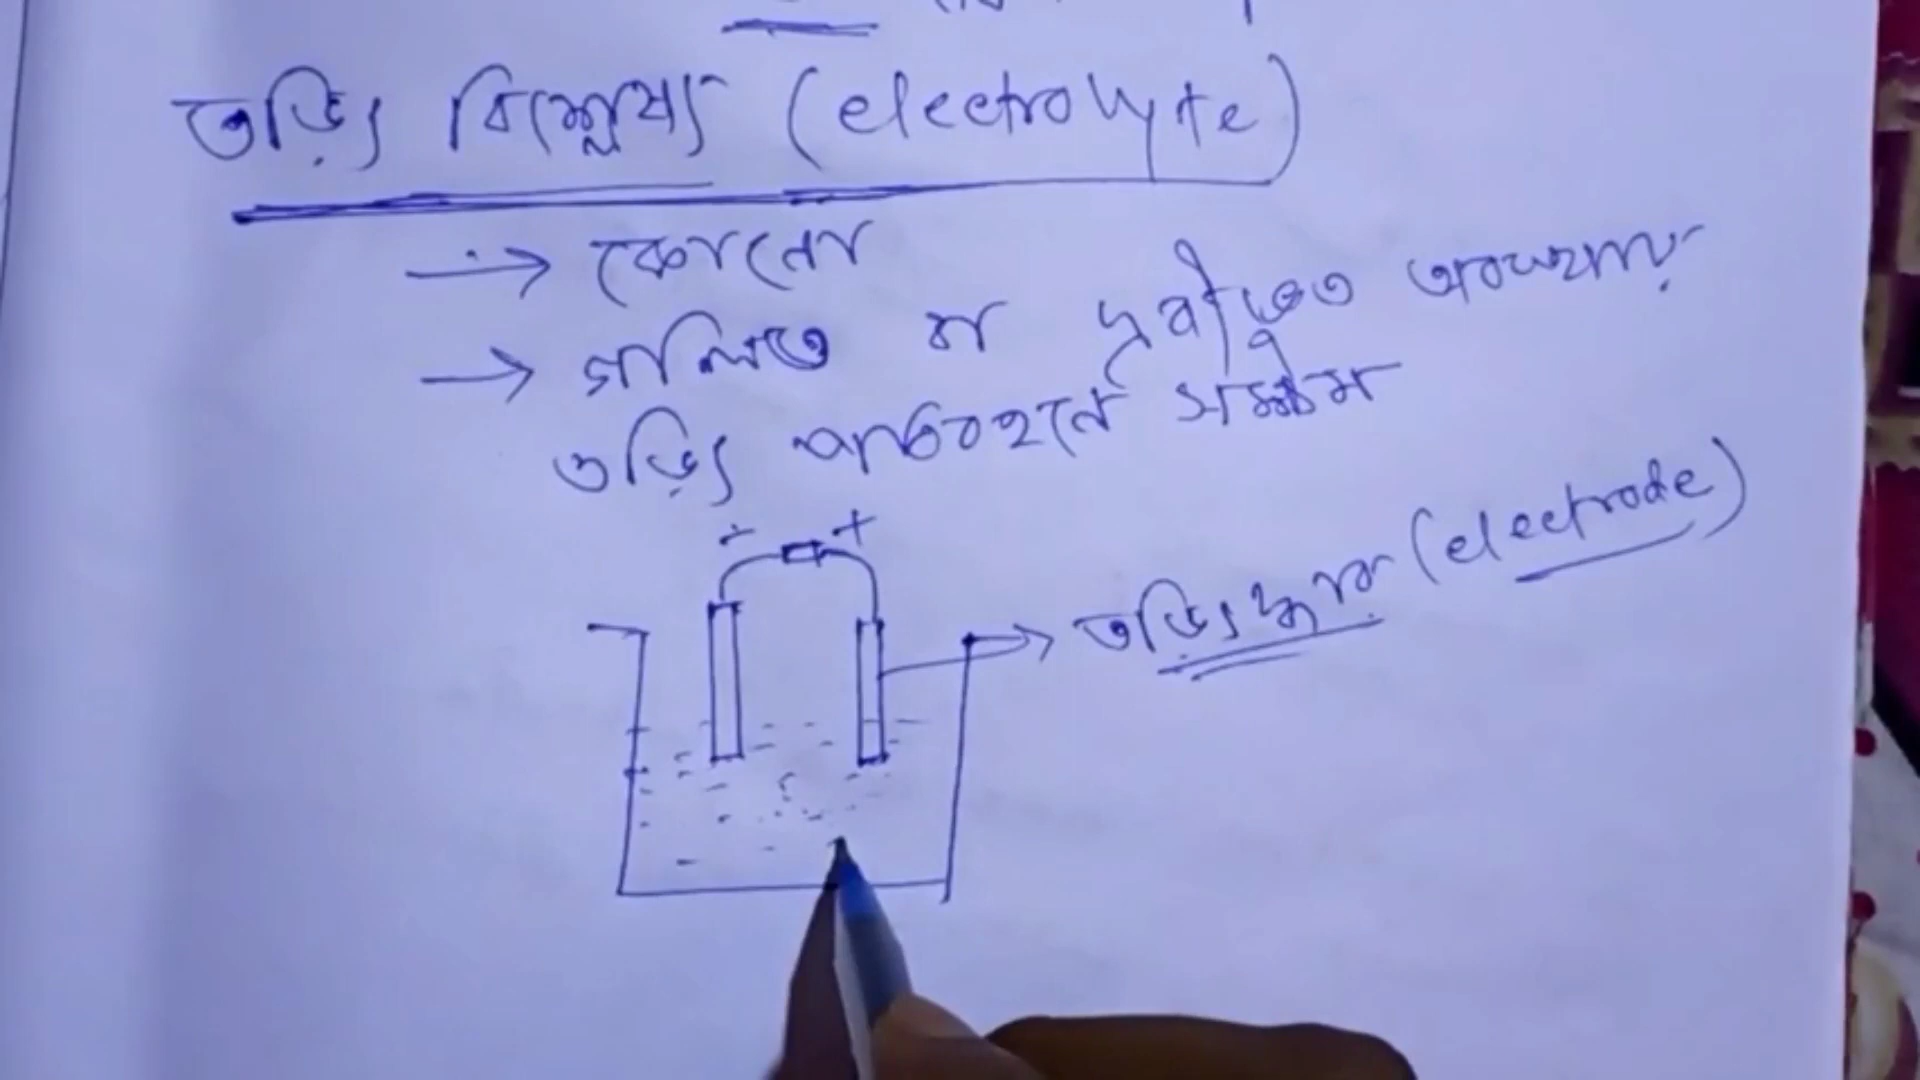 তড়িৎ বিশ্লেষ্য (electrolyte)
→ কোনো
→ গলিত বা দ্রবীভূত অবস্থায়
তড়িৎ পরিবহনে সক্ষম
- +
তড়িৎদ্বার (electrode)